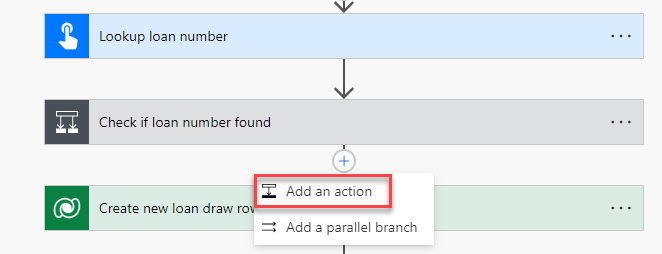 Lookup loan number
Check if loan number found
Add an action
Create new loan draw row
Add a parallel branch